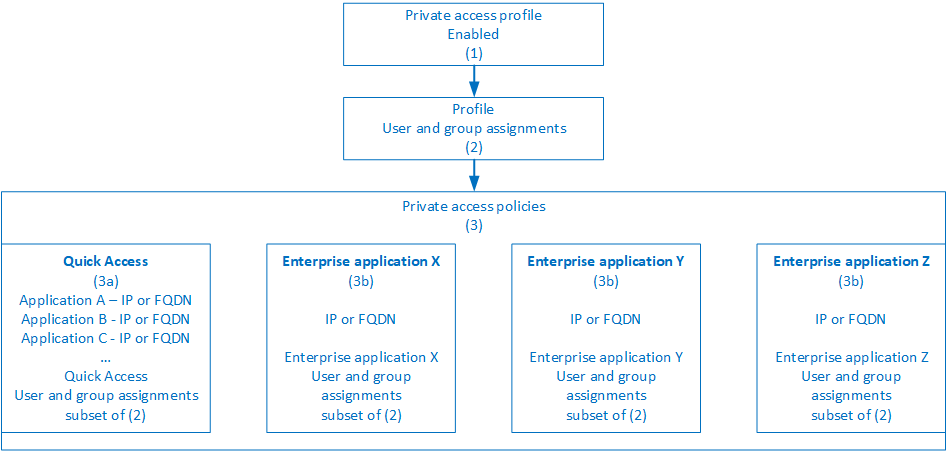 Private access profile
Enabled
(1)
Profile
User and group assignments
(2)
Private access policies
(3)
Quick Access
(3a)
Application A – IP or FQDN
Application B - IP or FQDN
Application C - IP or FQDN
...
Quick Access
User and group assignments
subset of (2)
Enterprise application X
(3b)
IP or FQDN
Enterprise application X
User and group
assignments
subset of (2)
Enterprise application Y
(3b)
IP or FQDN
Enterprise application Y
User and group
assignments
subset of (2)
Enterprise application Z
(3b)
IP or FQDN
Enterprise application Z
User and group
assignments
subset of (2)